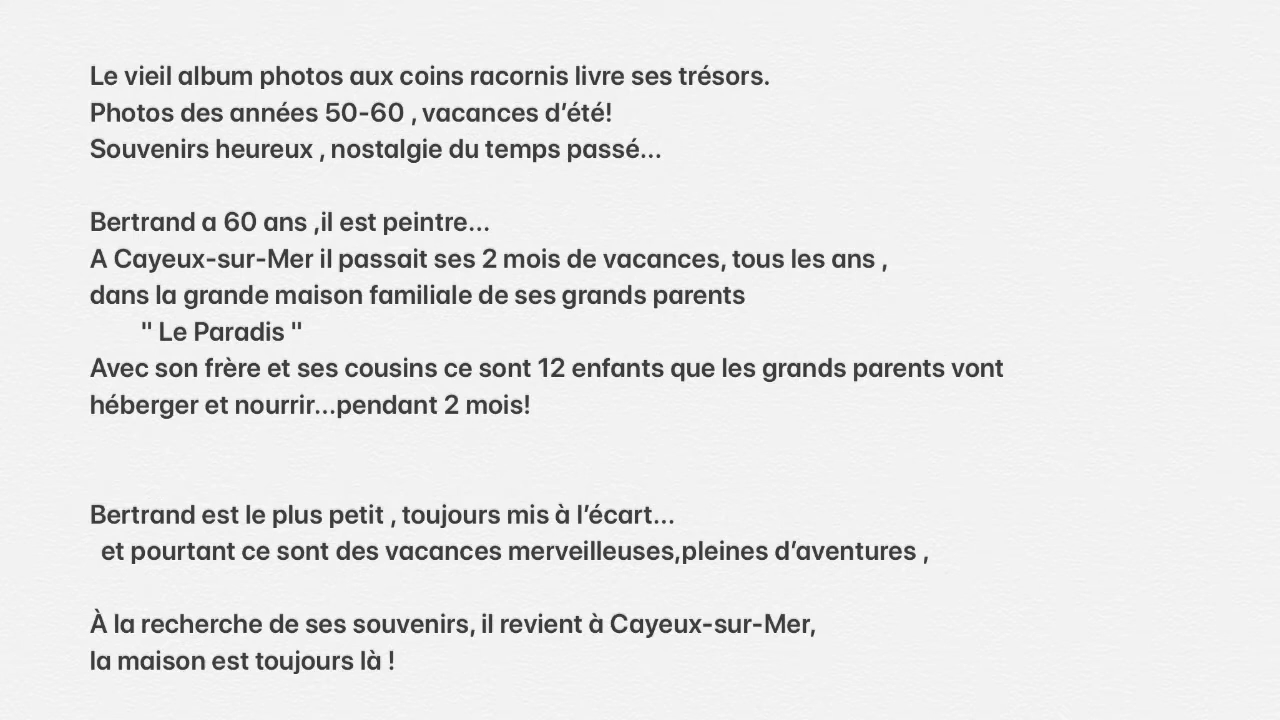 Le vieil album photos aux coins racornis livre ses trésors.
Photos des années 50-60 , vacances d’été!
Souvenirs heureux , nostalgie du temps passé...
Bertrand a 60 ans ,il est peintre...
A Cayeux-sur-Mer il passait ses 2 mois de vacances, tous les ans ,
dans la grande maison familiale de ses grands parents
" Le Paradis "
Avec son frère et ses cousins ce sont 12 enfants que les grands parents vont
héberger et nourrir...pendant 2 mois!
Bertrand est le plus petit , toujours mis à l’écart...
et pourtant ce sont des vacances merveilleuses,pleines d’aventures ,
À la recherche de ses souvenirs, il revient à Cayeux-sur-Mer,
la maison est toujours là !